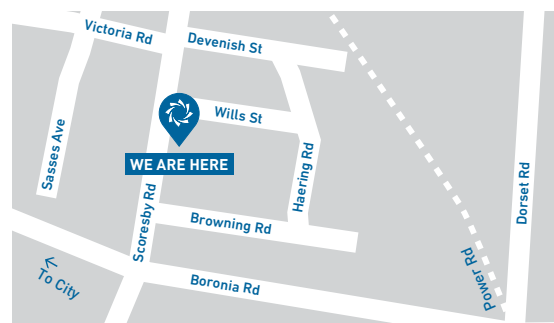 Victoria Rd
Devenish St
Wills St
Sasses Ave
WE ARE HERE
Haering Rd
Dorset Rd
Scoresby Rd
Browning Rd
Power Rd
To City
Boronia Rd